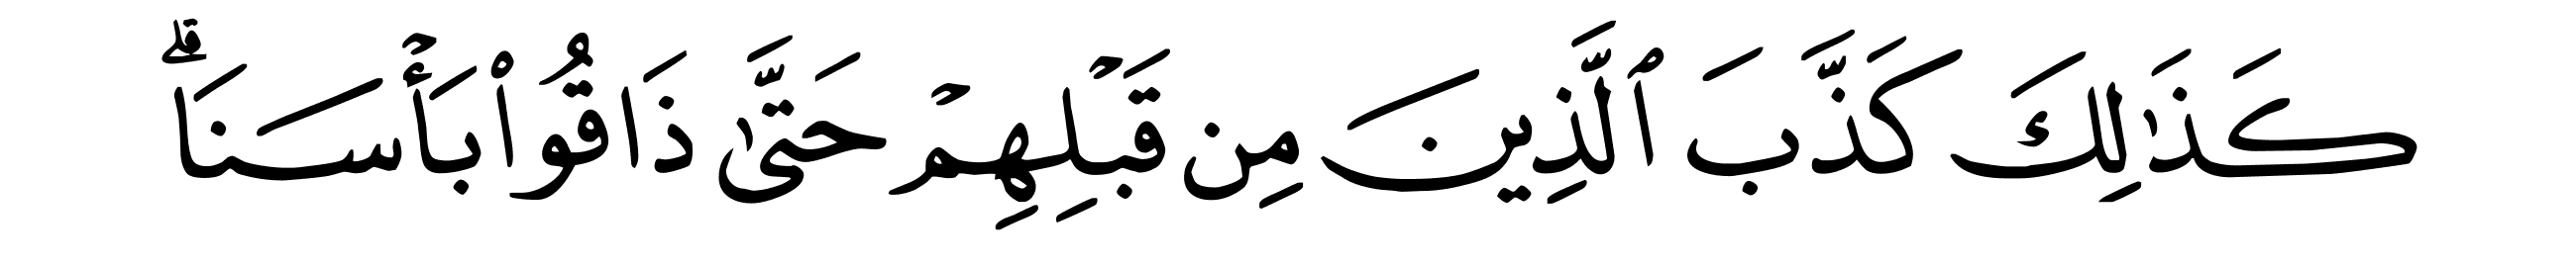 كَذَٰلِكَ كَذَّبَ ٱلَّذِينَ مِن قَبْلِهِمْ حَتَّىٰ ذَاقُوا۟ بَأْسَنَا ۗ